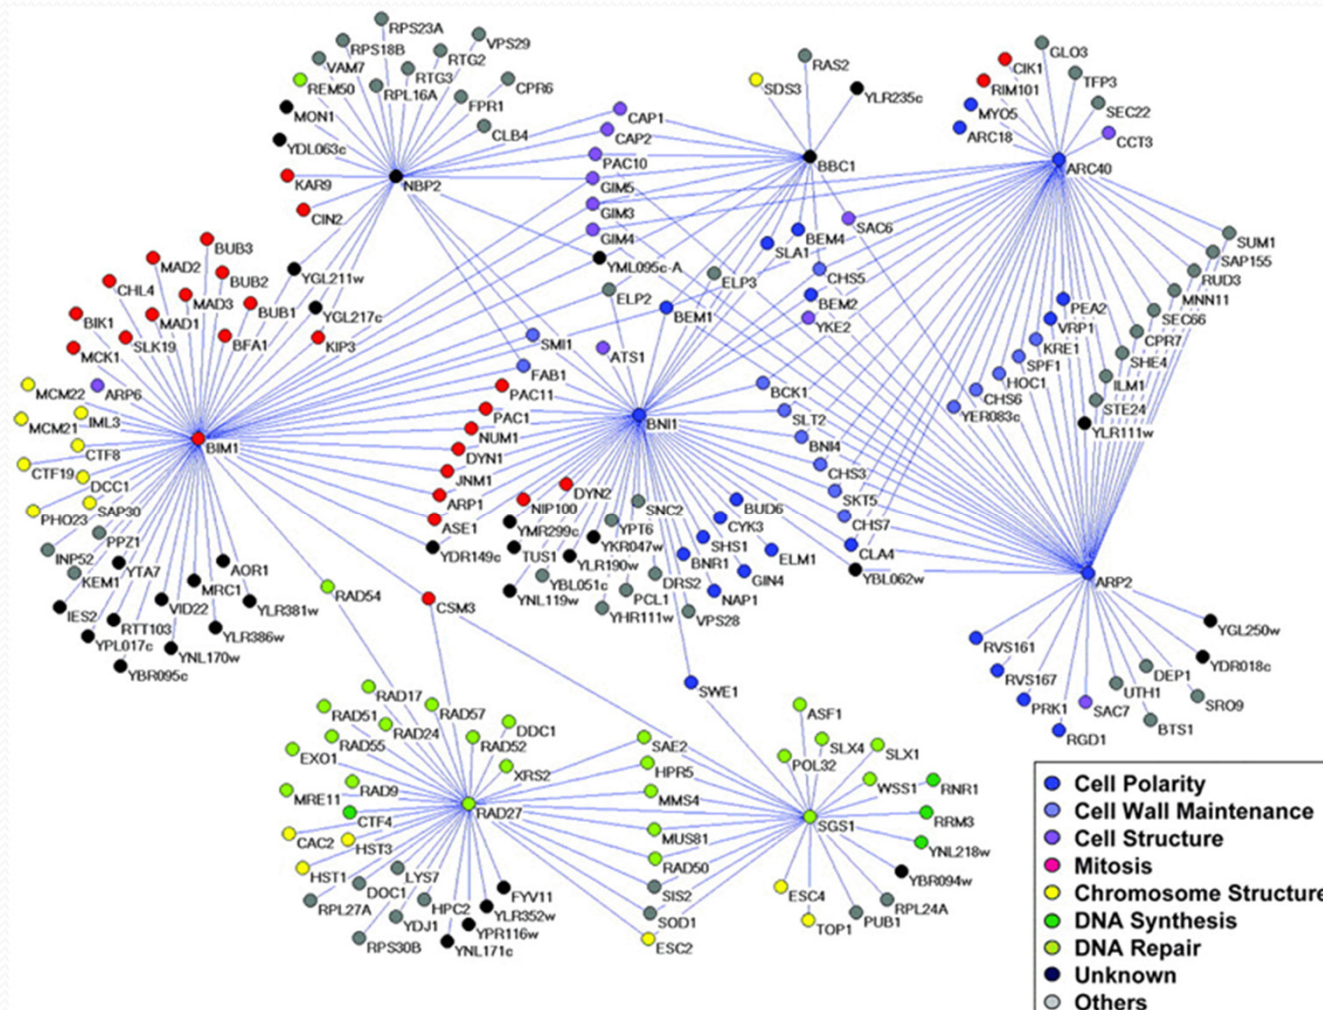 RPS23A
RPS18B
VPS29
VAM7
RTG2
RTG3
REM50
RPL16A
CPR6
FPR1
MON1
CLB4
YDL063c
KAR9
NBP2
CIN2
CAP1
CAP2
PAC10
GIM5
GIM3
GIM4
YML095c-A
ELP2
ELP3
RAS2
SDS3
YLR235c
BBC1
GLO3
CIK1
TFP3
RIM101
MYO5
SEC22
ARC18
CCT3
ARC40
SAC6
BEM4
SLA1
CHS5
BEM2
YKE2
BEM1
SUM1
SAP155
RUD3
MNN11
SEC66
CPR7
SHE4
ILM1
STE24
YLR111w
PEA2
VRP1
KRE1
SPF1
HOC1
CHS6
YER083c
BUB3
MAD2
BUB2
CHL4
MAD3
BUB1
BIK1
MAD1
SLK19
BFA1
MCK1
YGL211w
YGL217c
KIP3
SMI1
FAB1
ATS1
MCM22
ARP6
IML3
MCM21
CTF8
BIM1
CTF19
DCC1
SAP30
PHO23
PPZ1
INP52
KEM1
YTA7
AOR1
MRC1
IES2
VID22
YLR381w
RTT103
YPL017c
YLR386w
YNL170w
YBR095c
PAC11
PAC1
NUM1
DYN1
JNM1
ARP1
ASE1
YDR149c
BNI1
DYN2
NIP100
SNC2
YMR299c
YPT6
YKR047w
TUS1
YLR190w
YBL051c
DRS2
YNL119w
PCL1
YHR111w
VPS28
BUD6
CYK3
SHS1
ELM1
BNR1
GIN4
NAP1
BCK1
SLT2
BNI4
CHS3
SKT5
CHS7
CLA4
YBL062w
ARP2
RAD54
CSM3
SWE1
YGL250w
RVS161
YDR018c
RVS167
DEP1
UTH1
PRK1
SAC7
SRO9
BTS1
RGD1
RAD17
RAD51
RAD57
RAD24
DDC1
RAD55
RAD52
EXO1
XRS2
RAD9
MRE11
CTF4
RAD27
CAC2
HST3
HST1
LYS7
DOC1
FYV11
RPL27A
HPC2
YLR352w
YDJ1
YPR116w
RPS30B
YNL171c
SAE2
HPR5
MMS4
MUS81
RAD50
SIS2
SOD1
ESC2
ASF1
SLX4
SLX1
POL32
WSS1
RNR1
SGS1
RRM3
YNL218w
YBR094w
ESC4
RPL24A
TOP1
PUB1
Cell Polarity
Cell Wall Maintenance
Cell Structure
Mitosis
Chromosome Structure
DNA Synthesis
DNA Repair
Unknown
Others